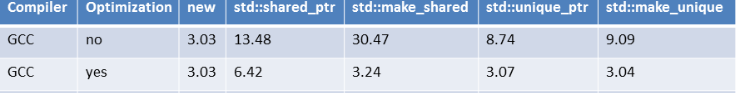 Compiler Optimization new std::shared_ptr std::make_shared std::unique_ptr std::make_unique
GCC no 3.03 13.48 30.47 8.74 9.09
GCC yes 3.03 6.42 3.24 3.07 3.04